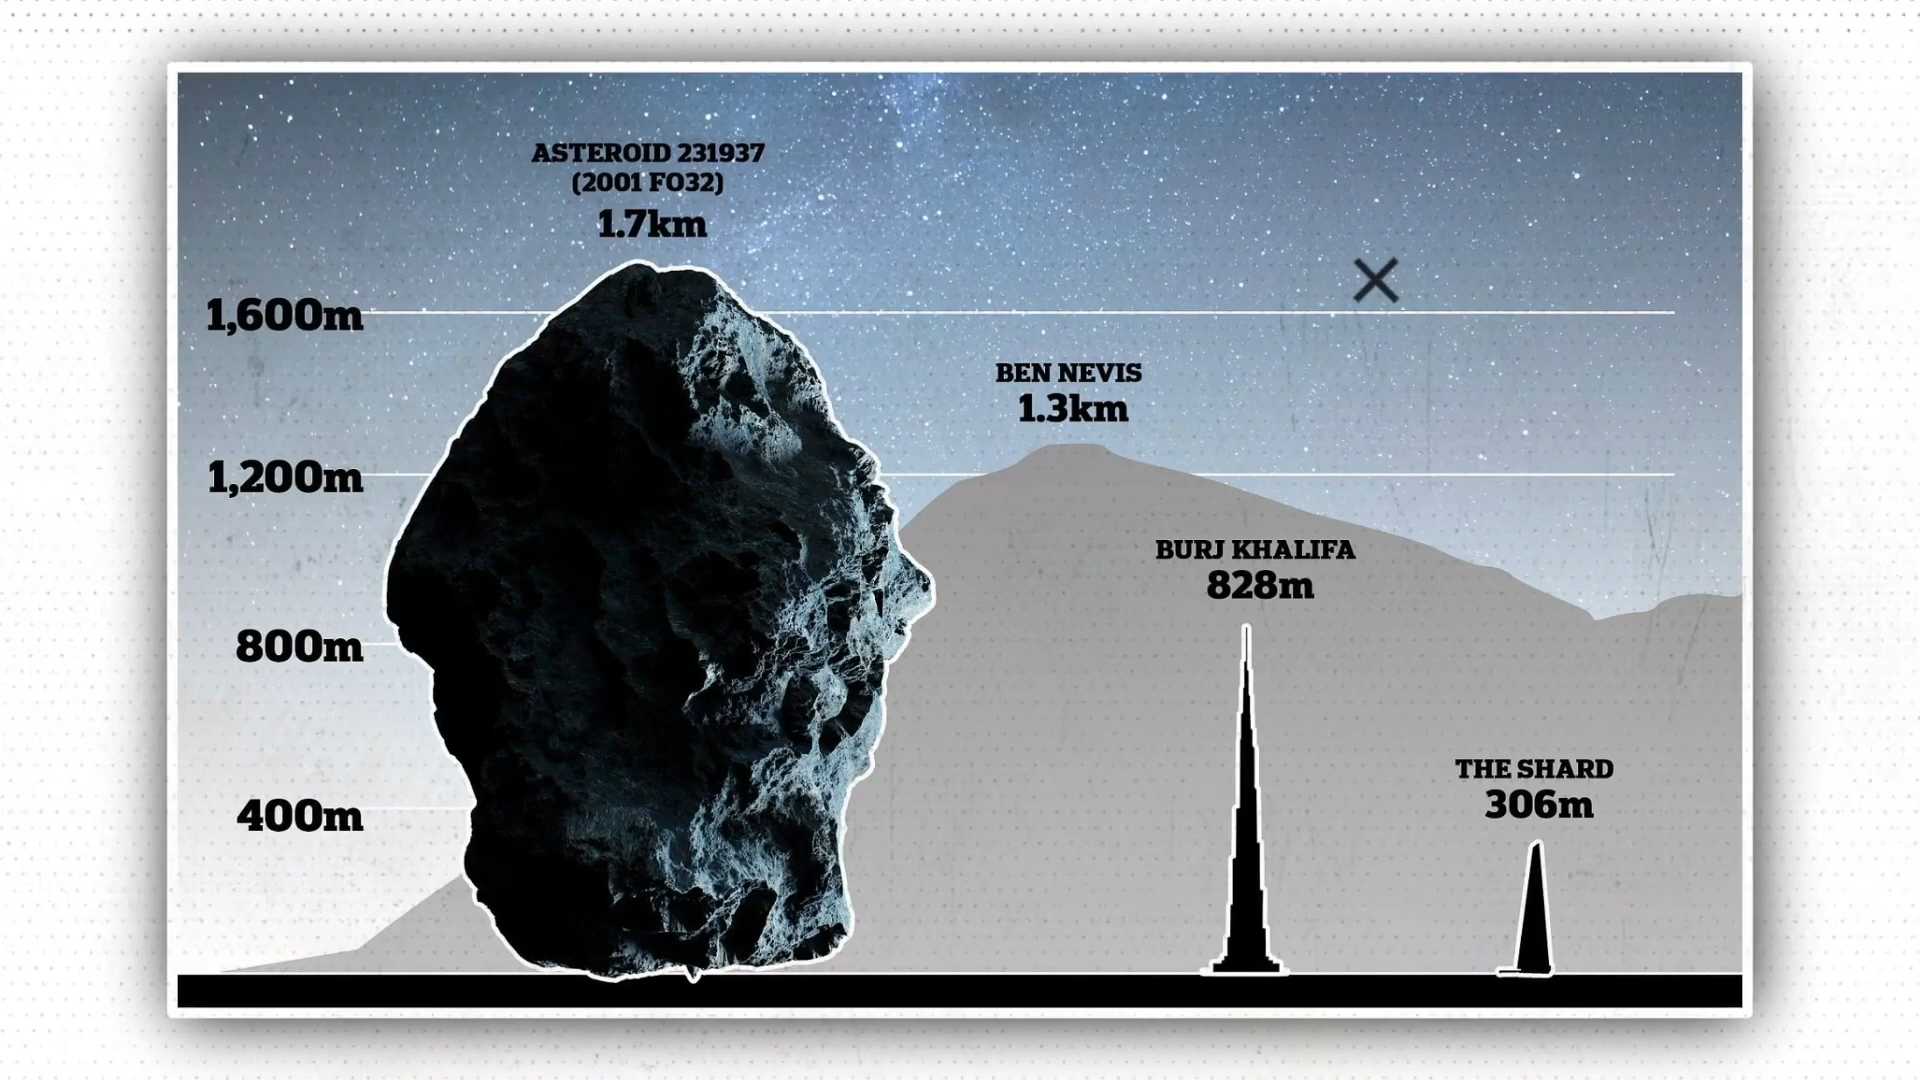 ASTEROID 231937
(2001 FO32)
1.7km
1,600m
BEN NEVIS
1.3km
1,200m
BURJ KHALIFA
828m
800m
THE SHARD
306m
400m